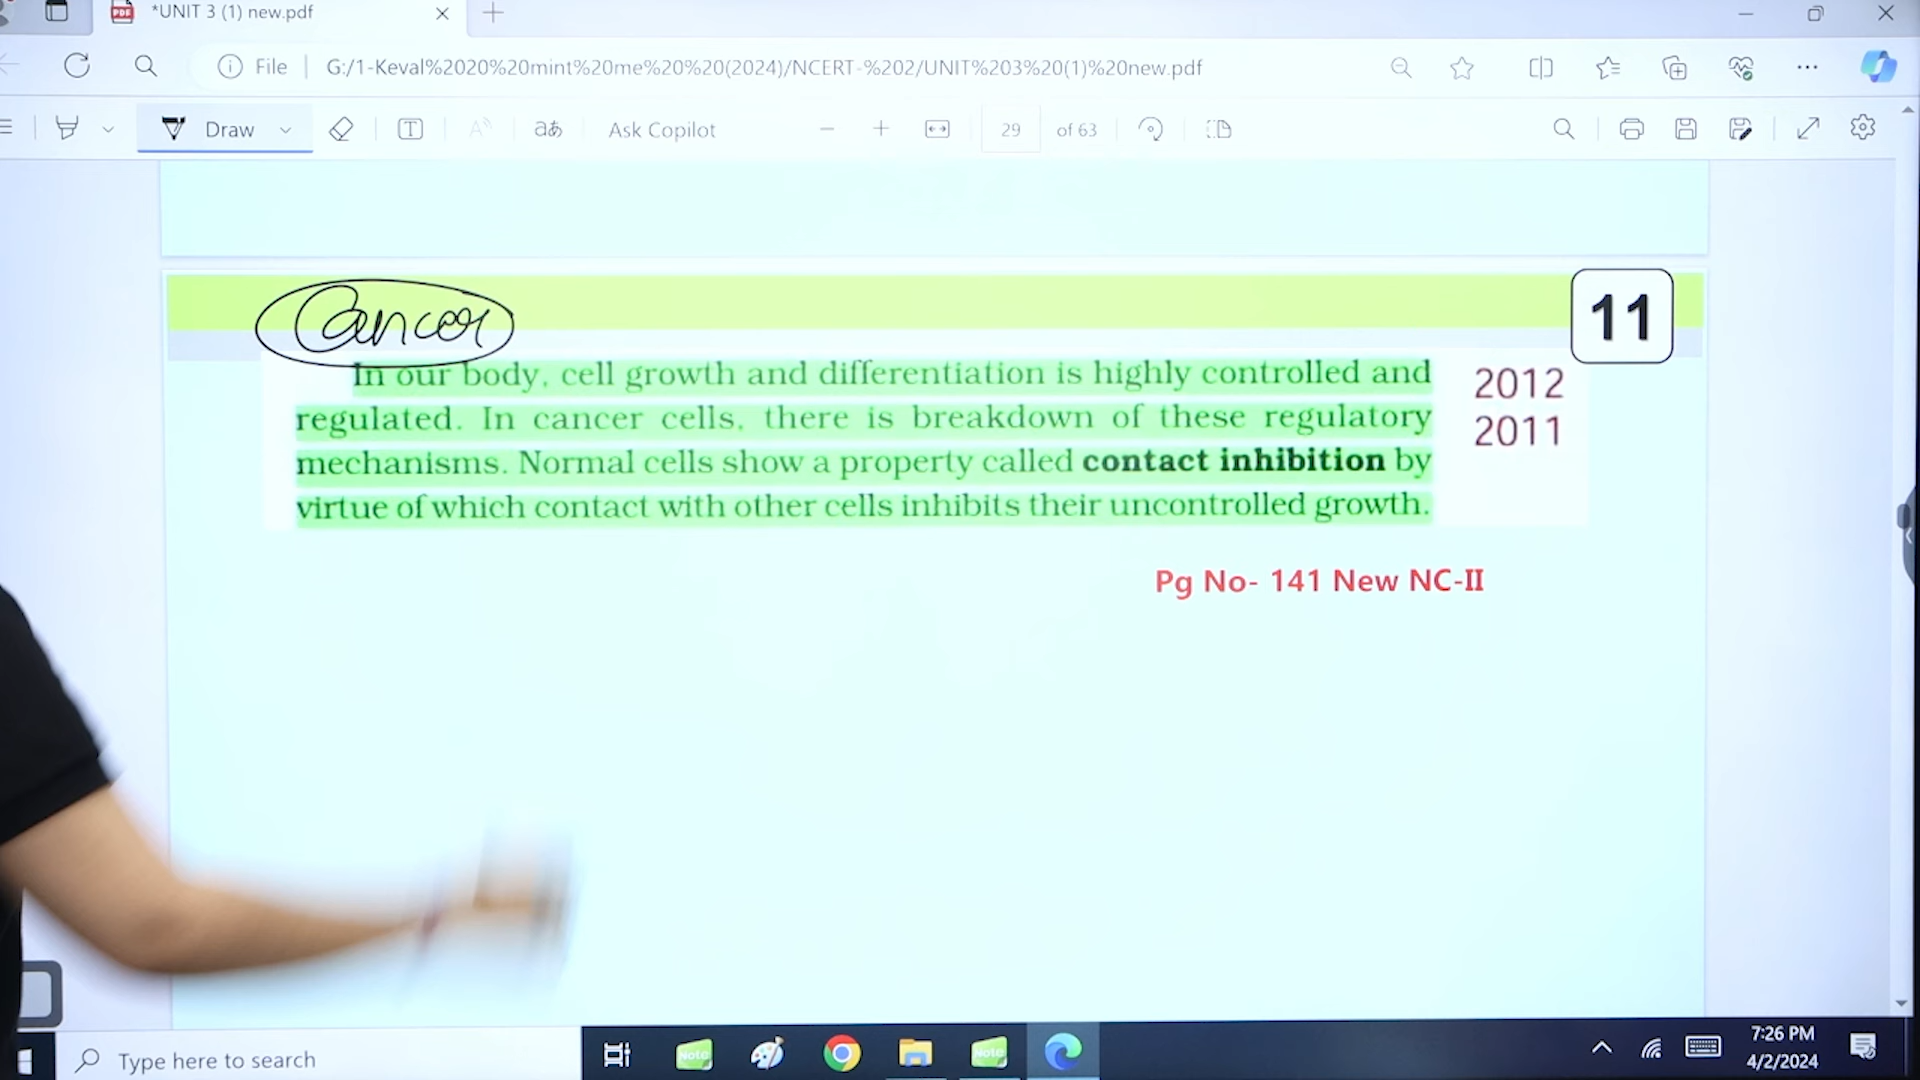 *UNIT 3 (1) new.pdf
File
G:/1-Keval%2020%20mint%20me%20%20(2024)/NCERT-%202/UNIT%203%20(1)%20new.pdf
Draw
Ask Copilot
29
of 63
Cancer
11
In our body, cell growth and differentiation is highly controlled and
regulated. In cancer cells, there is breakdown of these regulatory
mechanisms. Normal cells show a property called contact inhibition by
virtue of which contact with other cells inhibits their uncontrolled growth.
2012
2011
Pg No- 141 New NC-II
Type here to search
Note
Note
7:26 PM
4/2/2024